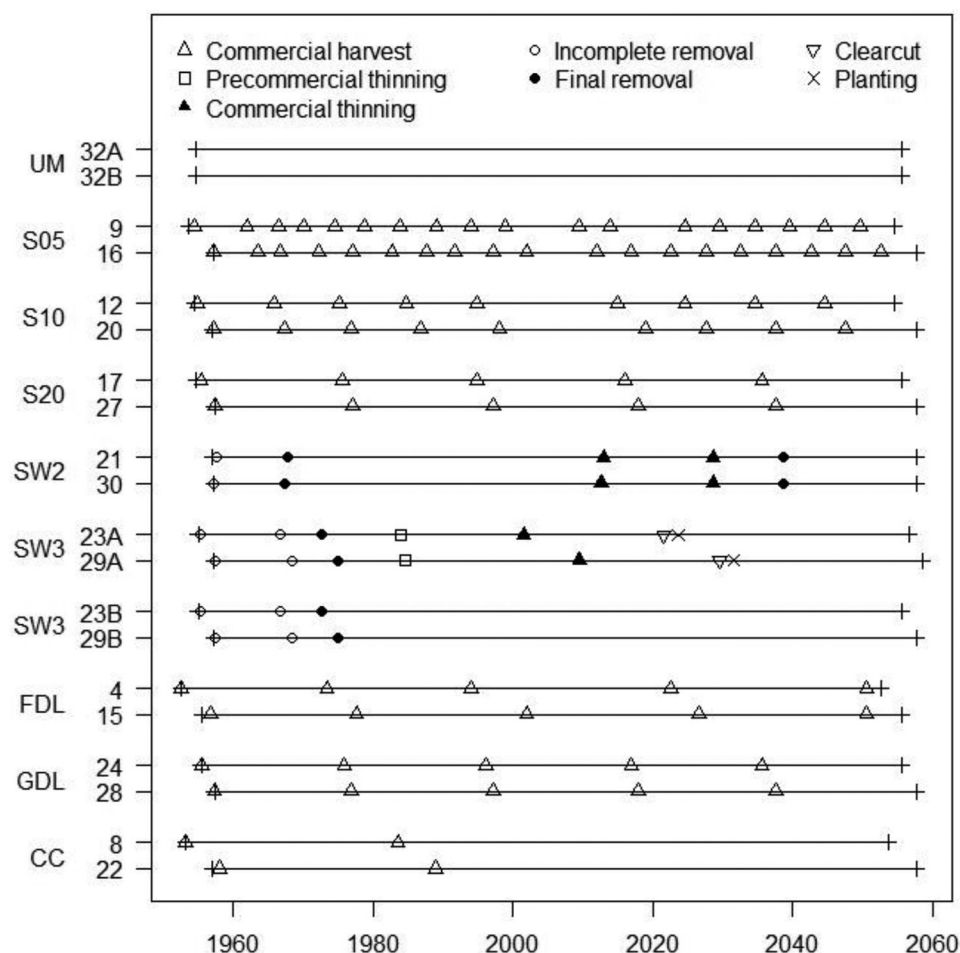 Commercial harvest Incomplete removal Clearcut
Precommercial thinning Final removal Planting
Commercial thinning
UM 32A
32B
S05 9
16
S10 12
20
S20 17
27
SW2 21
30
SW3 23A
29A
SW3 23B
29B
FDL 4
15
GDL 24
28
CC 8
22
1960 1980 2000 2020 2040 2060